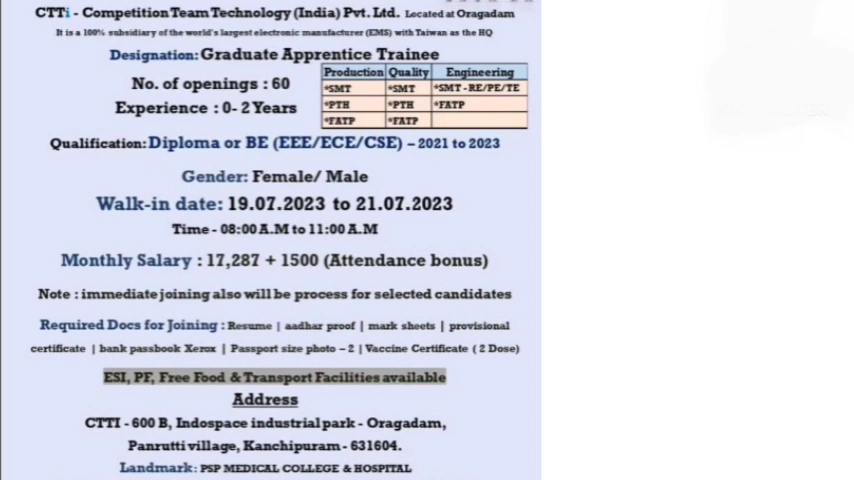 CTTi - Competition Team Technology (India) Pvt. Ltd. Located at Oragadam
It is a 100% subsidiary of the world's largest electronic manufacturer (EMS) with Taiwan as the HQ
Designation: Graduate Apprentice Trainee
No. of openings : 60
Experience : 0- 2 Years
Production Quality Engineering
*SMT *SMT *SMT -RE/PE/TE
*PTH *PTH *FATP
*FATP *FATP
Qualification: Diploma or BE (EEE/ECE/CSE) – 2021 to 2023
Gender: Female/ Male
Walk-in date: 19.07.2023 to 21.07.2023
Time - 08:00 A.M to 11:00 A.M
Monthly Salary : 17,287 + 1500 (Attendance bonus)
Note : immediate joining also will be process for selected candidates
Required Docs for Joining : Resume | aadhar proof | mark sheets | provisional
certificate | bank passbook Xerox | Passport size photo – 2 | Vaccine Certificate ( 2 Dose)
ESI, PF, Free Food & Transport Facilities available
Address
CTTI - 600 B, Indospace industrial park - Oragadam,
Panrutti village, Kanchipuram - 631604.
Landmark: PSP MEDICAL COLLEGE & HOSPITAL